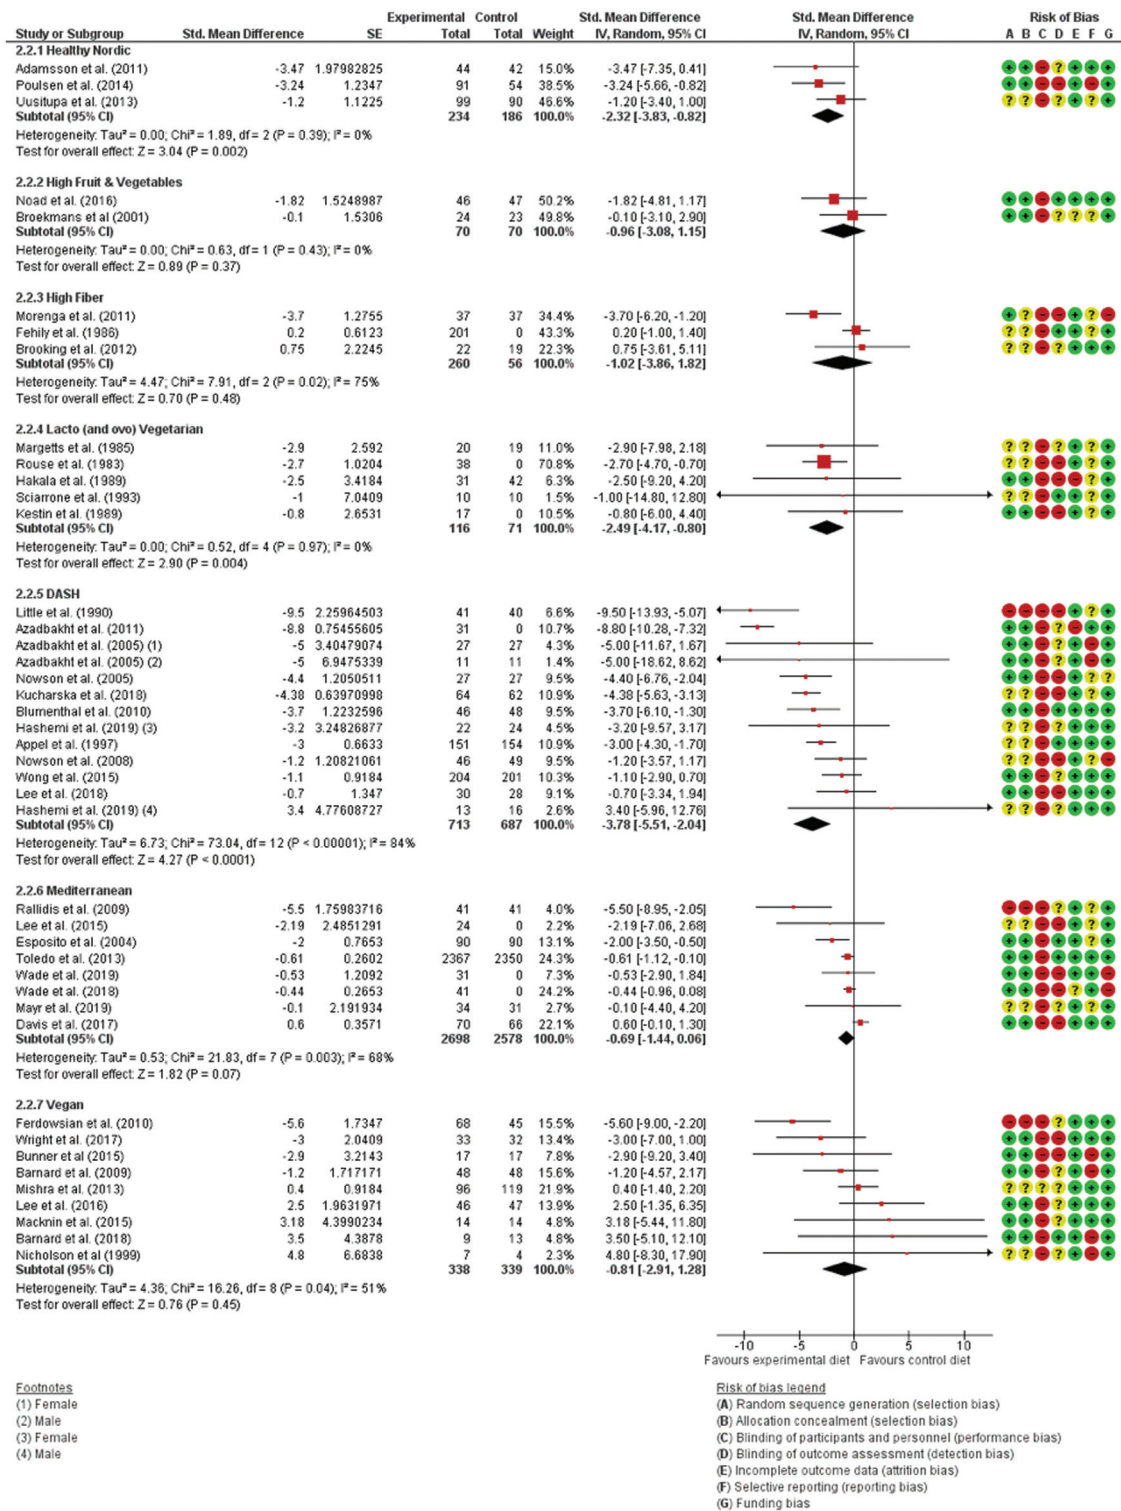 Experimental Control Std. Mean Difference Std. Mean Difference Risk of Bias
Study or Subgroup Std. Mean Difference SE Total Total Weight IV, Random, 95% CI IV, Random, 95% CI A B C D E F G
2.2.1 Healthy Nordic
Adamsson et al. (2011) -3.47 1.97982825 44 42 15.0% -3.47 [-7.35, 0.41] + + - ? + + +
Poulsen et al. (2014) -3.24 1.2347 91 54 38.5% -3.24 [-5.66, -0.82] + + - - + - +
Uusitupa et al. (2013) -1.2 1.1225 99 90 46.6% -1.20 [-3.40, 1.00] ? ? - ? + ? +
Subtotal (95% CI) 234 186 100.0% -2.32 [-3.83, -0.82]
Heterogeneity: Tau² = 0.00; Chi² = 1.89, df = 2 (P = 0.39); I² = 0%
Test for overall effect: Z = 3.04 (P = 0.002)
2.2.2 High Fruit & Vegetables
Noad et al. (2016) -1.82 1.5248987 46 47 50.2% -1.82 [-4.81, 1.17] + + - + + + +
Broekmans et al (2001) -0.1 1.5306 24 23 49.8% -0.10 [-3.10, 2.90] + + - ? ? ? +
Subtotal (95% CI) 70 70 100.0% -0.96 [-3.08, 1.15]
Heterogeneity: Tau² = 0.00; Chi² = 0.63, df = 1 (P = 0.43); I² = 0%
Test for overall effect: Z = 0.89 (P = 0.37)
2.2.3 High Fiber
Morenga et al. (2011) -3.7 1.2755 37 37 34.4% -3.70 [-6.20, -1.20] + ? - - + ? -
Fehily et al. (1986) 0.2 0.6123 201 0 43.3% 0.20 [-1.00, 1.40] ? ? - + + ? +
Brooking et al. (2012) 0.75 2.2245 22 19 22.3% 0.75 [-3.61, 5.11] ? ? - ? + + +
Subtotal (95% CI) 260 56 100.0% -1.02 [-3.86, 1.82]
Heterogeneity: Tau² = 4.47; Chi² = 7.91, df = 2 (P = 0.02); I² = 75%
Test for overall effect: Z = 0.70 (P = 0.48)
2.2.4 Lacto (and ovo) Vegetarian
Margetts et al. (1985) -2.9 2.592 20 19 11.0% -2.90 [-7.98, 2.18] ? ? - ? + ? +
Rouse et al. (1983) -2.7 1.0204 38 0 70.8% -2.70 [-4.70, -0.70] ? ? - - + ? +
Hakala et al. (1989) -2.5 3.4184 31 42 6.3% -2.50 [-9.20, 4.20] + + - - - ? +
Sciarrone et al. (1993) -1 7.0409 10 10 1.5% -1.00 [-14.80, 12.80] ? ? - + + ? +
Kestin et al. (1989) -0.8 2.6531 17 0 10.5% -0.80 [-6.00, 4.40] + + - - + ? +
Subtotal (95% CI) 116 71 100.0% -2.49 [-4.17, -0.80]
Heterogeneity: Tau² = 0.00; Chi² = 0.52, df = 4 (P = 0.97); I² = 0%
Test for overall effect: Z = 2.90 (P = 0.004)
2.2.5 DASH
Little et al. (1990) -9.5 2.25964503 41 40 6.6% -9.50 [-13.93, -5.07] - - - - + ? +
Azadbakht et al. (2011) -8.8 0.75455605 31 0 10.7% -8.80 [-10.28, -7.32] + + - ? - + +
Azadbakht et al. (2005) (1) -5 3.40479074 27 27 4.3% -5.00 [-11.67, 1.67] + + - ? + - +
Azadbakht et al. (2005) (2) -5 6.9475339 11 11 1.4% -5.00 [-18.62, 8.62] + + - ? + - +
Nowson et al. (2005) -4.4 1.2050511 27 27 9.5% -4.40 [-6.76, -2.04] + + - - + ? ?
Kucharska et al. (2018) -4.38 0.63970998 64 62 10.9% -4.38 [-5.63, -3.13] ? ? - - + + +
Blumenthal et al. (2010) -3.7 1.2232596 46 48 9.5% -3.70 [-6.10, -1.30] + + - + + + +
Hashemi et al. (2019) (3) -3.2 3.24826877 22 24 4.5% -3.20 [-9.57, 3.17] ? ? - ? + + +
Appel et al. (1997) -3 0.6633 151 154 10.9% -3.00 [-4.30, -1.70] ? ? - + + + +
Nowson et al. (2008) -1.2 1.20821061 46 49 9.5% -1.20 [-3.57, 1.17] ? ? - - + ? -
Wong et al. (2015) -1.1 0.9184 204 201 10.3% -1.10 [-2.90, 0.70] + + - ? + + +
Lee et al. (2018) -0.7 1.347 30 28 9.1% -0.70 [-3.34, 1.94] + + - ? + + +
Hashemi et al. (2019) (4) 3.4 4.77608727 13 16 2.6% 3.40 [-5.96, 12.76] ? ? - ? + + +
Subtotal (95% CI) 713 687 100.0% -3.78 [-5.51, -2.04]
Heterogeneity: Tau² = 6.73; Chi² = 73.04, df = 12 (P < 0.00001); I² = 84%
Test for overall effect: Z = 4.27 (P < 0.0001)
2.2.6 Mediterranean
Rallidis et al. (2009) -5.5 1.75983716 41 41 4.0% -5.50 [-8.95, -2.05] - - - ? + ? +
Lee et al. (2015) -2.19 2.4851291 24 0 2.2% -2.19 [-7.06, 2.68] ? ? - - + + +
Esposito et al. (2004) -2 0.7653 90 90 13.1% -2.00 [-3.50, -0.50] + + - + + ? +
Toledo et al. (2013) -0.61 0.2602 2367 2350 24.3% -0.61 [-1.12, -0.10] + + - + + + +
Wade et al. (2019) -0.53 1.2092 31 0 7.3% -0.53 [-2.90, 1.84] + + - - + + -
Wade et al. (2018) -0.44 0.2653 41 0 24.2% -0.44 [-0.96, 0.08] + + - - ? + -
Mayr et al. (2019) -0.1 2.191934 34 31 2.7% -0.10 [-4.40, 4.20] ? ? - - + ? +
Davis et al. (2017) 0.6 0.3571 70 66 22.1% 0.60 [-0.10, 1.30] + + - - + + +
Subtotal (95% CI) 2698 2578 100.0% -0.69 [-1.44, 0.06]
Heterogeneity: Tau² = 0.53; Chi² = 21.83, df = 7 (P = 0.003); I² = 68%
Test for overall effect: Z = 1.82 (P = 0.07)
2.2.7 Vegan
Ferdowsian et al. (2010) -5.6 1.7347 68 45 15.5% -5.60 [-9.00, -2.20] - - - ? + + +
Wright et al. (2017) -3 2.0409 33 32 13.4% -3.00 [-7.00, 1.00] + + - - + + +
Bunner et al (2015) -2.9 3.2143 17 17 7.8% -2.90 [-9.20, 3.40] + + - - + - +
Barnard et al. (2009) -1.2 1.717171 48 48 15.6% -1.20 [-4.57, 2.17] + + - ? + - +
Mishra et al. (2013) 0.4 0.9184 96 119 21.9% 0.40 [-1.40, 2.20] ? ? ? ? + + +
Lee et al. (2016) 2.5 1.9631971 46 47 13.9% 2.50 [-1.35, 6.35] + + - ? + + +
Macknin et al. (2015) 3.18 4.3990234 14 14 4.8% 3.18 [-5.44, 11.80] + + - ? + + +
Barnard et al. (2018) 3.5 4.3878 9 13 4.8% 3.50 [-5.10, 12.10] + + - - + - +
Nicholson et al (1999) 4.8 6.6838 7 4 2.3% 4.80 [-8.30, 17.90] ? ? - ? + + +
Subtotal (95% CI) 338 339 100.0% -0.81 [-2.91, 1.28]
Heterogeneity: Tau² = 4.36; Chi² = 16.26, df = 8 (P = 0.04); I² = 51%
Test for overall effect: Z = 0.76 (P = 0.45)
-10 -5 0 5 10
Favours experimental diet Favours control diet
Footnotes
(1) Female
(2) Male
(3) Female
(4) Male
Risk of bias legend
(A) Random sequence generation (selection bias)
(B) Allocation concealment (selection bias)
(C) Blinding of participants and personnel (performance bias)
(D) Blinding of outcome assessment (detection bias)
(E) Incomplete outcome data (attrition bias)
(F) Selective reporting (reporting bias)
(G) Funding bias